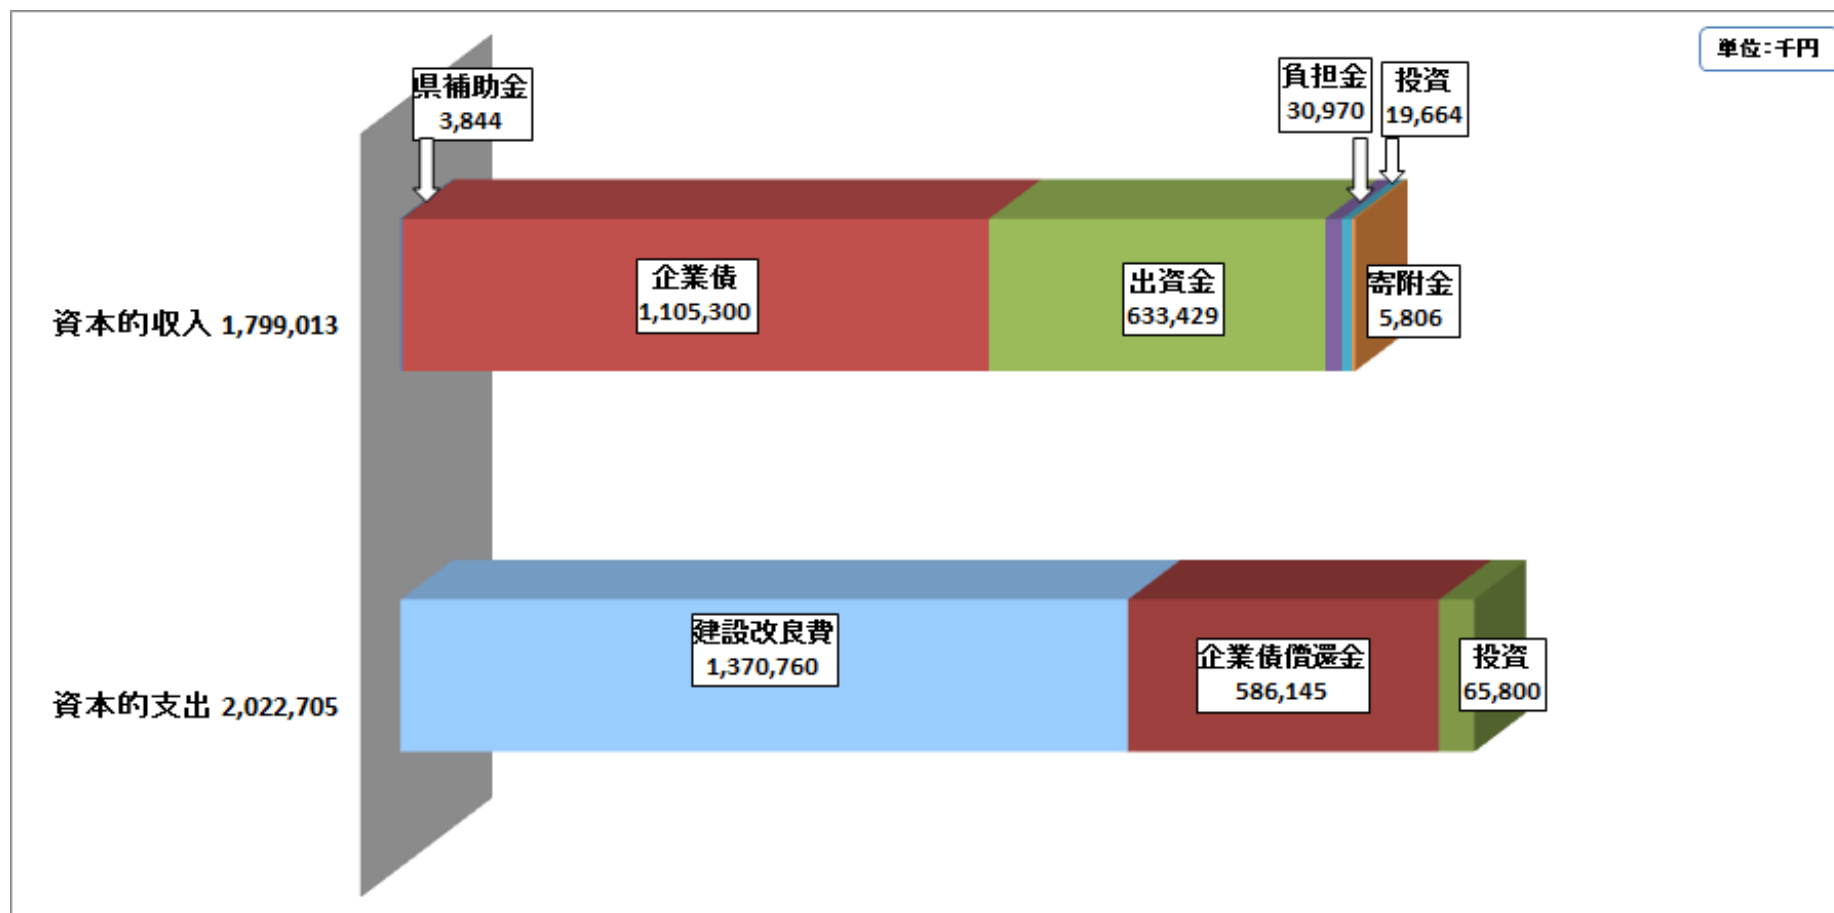 単位:千円
県補助金
3,844
負担金
30,970
投資
19,664
企業債
1,105,300
出資金
633,429
寄附金
5,806
資本的収入 1,799,013
建設改良費
1,370,760
企業債償還金
586,145
投資
65,800
資本的支出 2,022,705